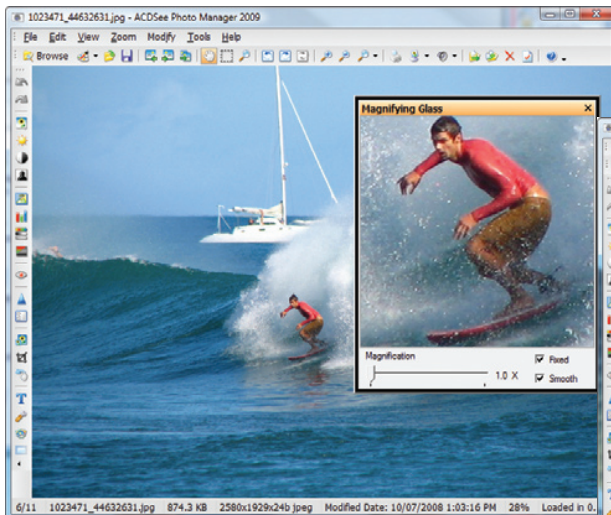 1023471_44632631.jpg - ACDSee Photo Manager 2009
File Edit View Zoom Modify Tools Help
Browse
Magnifying Glass
Magnification
1.0 X
Fixed
Smooth
6/11 1023471_44632631.jpg 874.3 KB 2580x1929x24b jpeg Modified Date: 10/07/2008 1:03:16 PM 28% Loaded in 0.